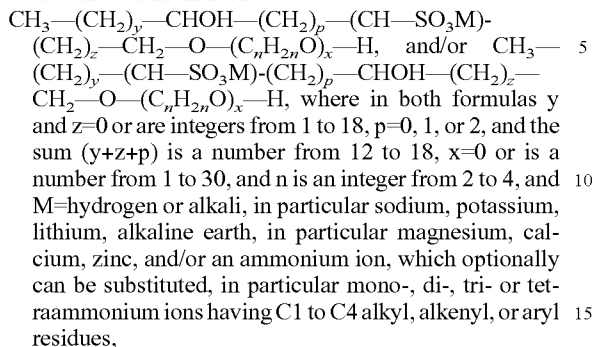 CH₃—(CH₂)ᵧ—CHOH—(CH₂)ₚ—(CH—SO₃M)-
(CH₂)_z—CH₂—O—(CₙH₂ₙO)ₓ—H, and/or CH₃— 5
(CH₂)ᵧ—(CH—SO₃M)-(CH₂)ₚ—CHOH—(CH₂)_z—
CH₂—O—(CₙH₂ₙO)ₓ—H, where in both formulas y
and z=0 or are integers from 1 to 18, p=0, 1, or 2, and the
sum (y+z+p) is a number from 12 to 18, x=0 or is a
number from 1 to 30, and n is an integer from 2 to 4, and 10
M=hydrogen or alkali, in particular sodium, potassium,
lithium, alkaline earth, in particular magnesium, cal-
cium, zinc, and/or an ammonium ion, which optionally
can be substituted, in particular mono-, di-, tri- or tet-
raammonium ions having C1 to C4 alkyl, alkenyl, or aryl 15
residues,